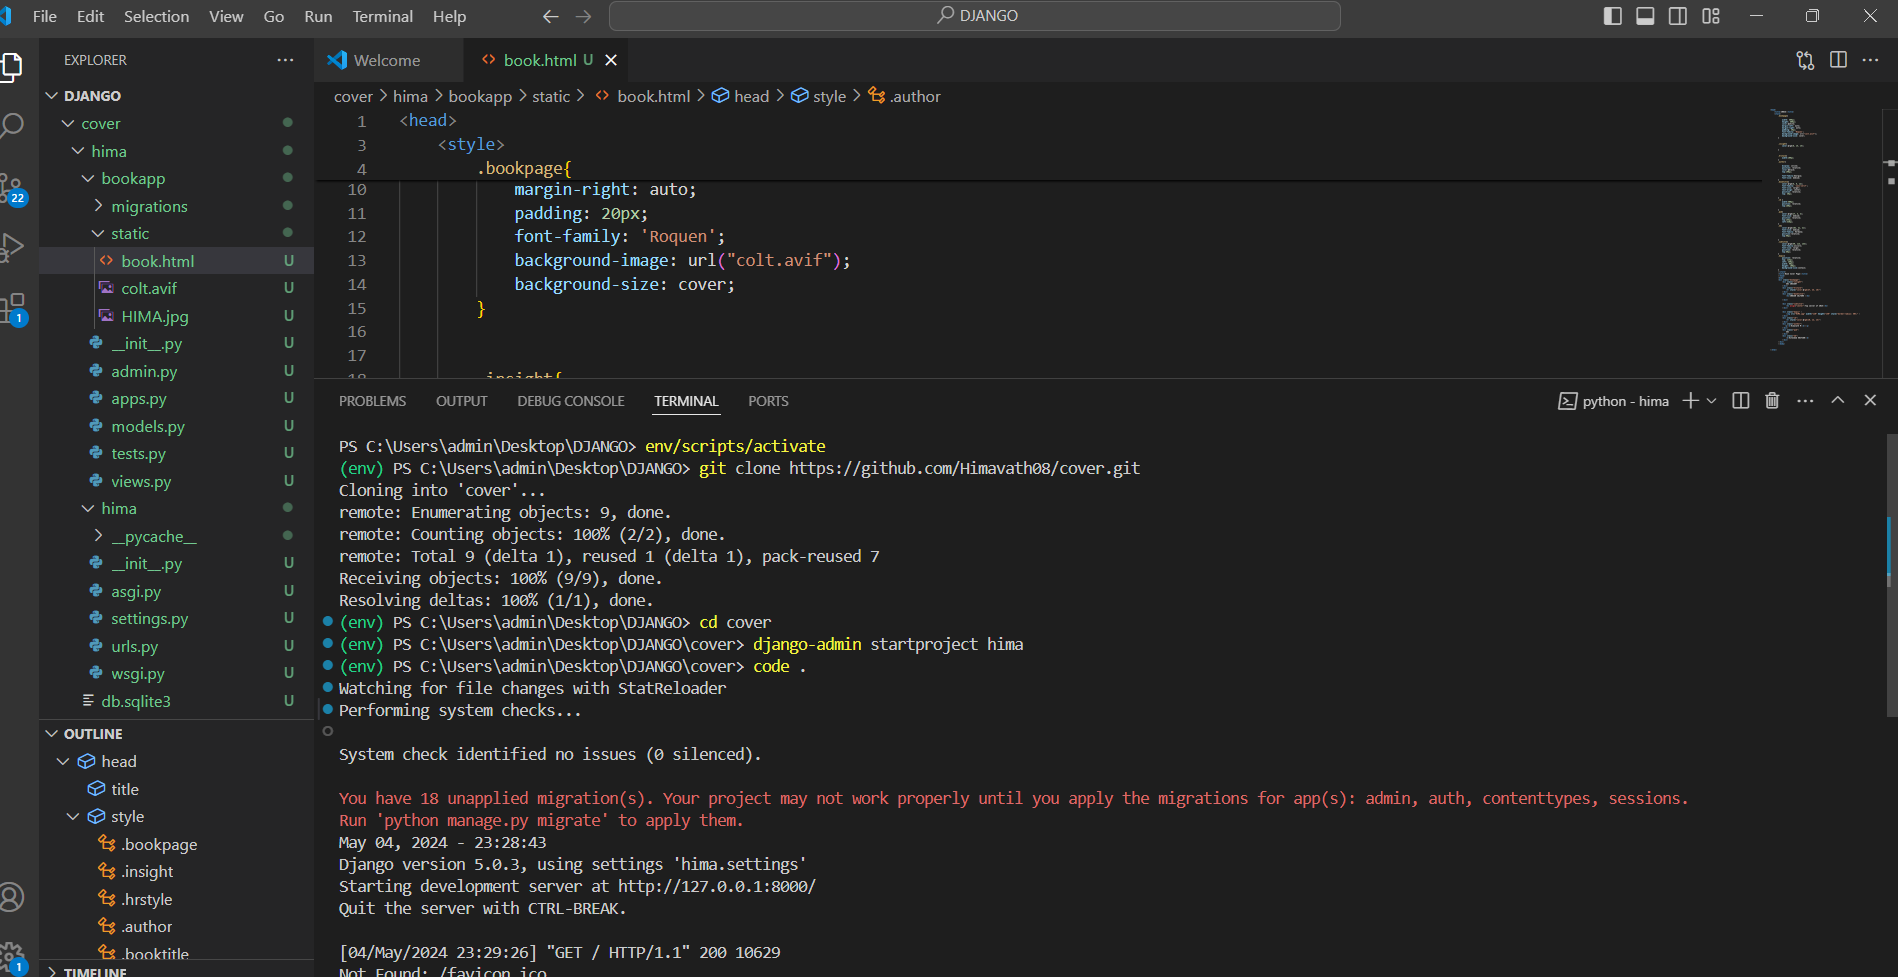 File Edit Selection View Go Run Terminal Help
DJANGO
EXPLORER
Welcome
book.html U
DJANGO
cover > hima > bookapp > static > book.html > head > style > .author
cover
hima
bookapp
migrations
static
book.html U
colt.avif U
HIMA.jpg U
__init__.py U
admin.py U
apps.py U
models.py U
tests.py U
views.py U
hima
__pycache__
__init__.py U
asgi.py U
settings.py U
urls.py U
wsgi.py U
db.sqlite3 U
22
1
1
OUTLINE
head
title
style
.bookpage
.insight
.hrstyle
.author
.booktitle
TIMELINE
1 <head>
3 <style>
4 .bookpage{
10 margin-right: auto;
11 padding: 20px;
12 font-family: 'Roquen';
13 background-image: url("colt.avif");
14 background-size: cover;
15 }
16
17
18 .insight{
PROBLEMS OUTPUT DEBUG CONSOLE TERMINAL PORTS
python - hima
PS C:\Users\admin\Desktop\DJANGO> env/scripts/activate
(env) PS C:\Users\admin\Desktop\DJANGO> git clone https://github.com/Himavath08/cover.git
Cloning into 'cover'...
remote: Enumerating objects: 9, done.
remote: Counting objects: 100% (2/2), done.
remote: Total 9 (delta 1), reused 1 (delta 1), pack-reused 7
Receiving objects: 100% (9/9), done.
Resolving deltas: 100% (1/1), done.
(env) PS C:\Users\admin\Desktop\DJANGO> cd cover
(env) PS C:\Users\admin\Desktop\DJANGO\cover> django-admin startproject hima
(env) PS C:\Users\admin\Desktop\DJANGO\cover> code .
Watching for file changes with StatReloader
Performing system checks...
System check identified no issues (0 silenced).
You have 18 unapplied migration(s). Your project may not work properly until you apply the migrations for app(s): admin, auth, contenttypes, sessions.
Run 'python manage.py migrate' to apply them.
May 04, 2024 - 23:28:43
Django version 5.0.3, using settings 'hima.settings'
Starting development server at http://127.0.0.1:8000/
Quit the server with CTRL-BREAK.
[04/May/2024 23:29:26] "GET / HTTP/1.1" 200 10629
Not Found: /favicon.ico